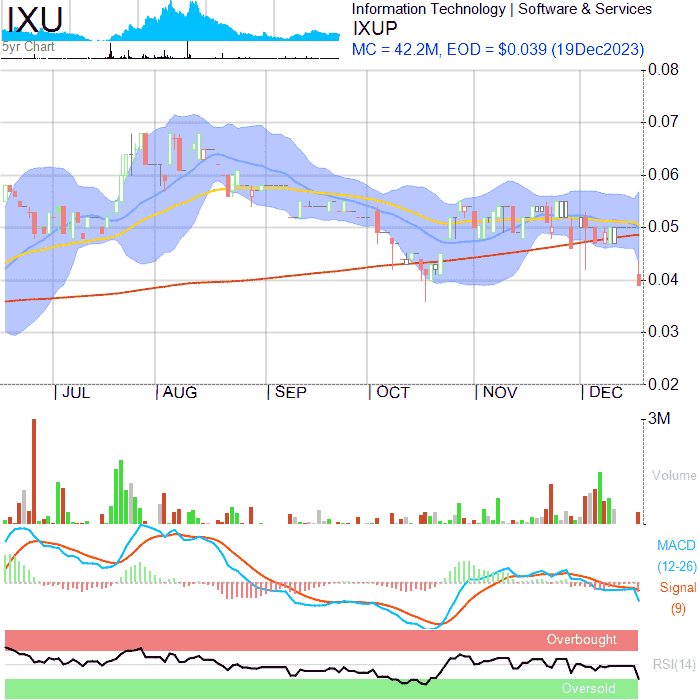 IXU
5yr Chart
Information Technology | Software & Services
IXUP
MC = 42.2M, EOD = $0.039 (19Dec2023)
0.08
0.07
0.06
0.05
0.04
0.03
0.02
JUL AUG SEP OCT NOV DEC
3M
Volume
MACD
(12-26)
Signal
(9)
Overbought
RSI(14)
Oversold